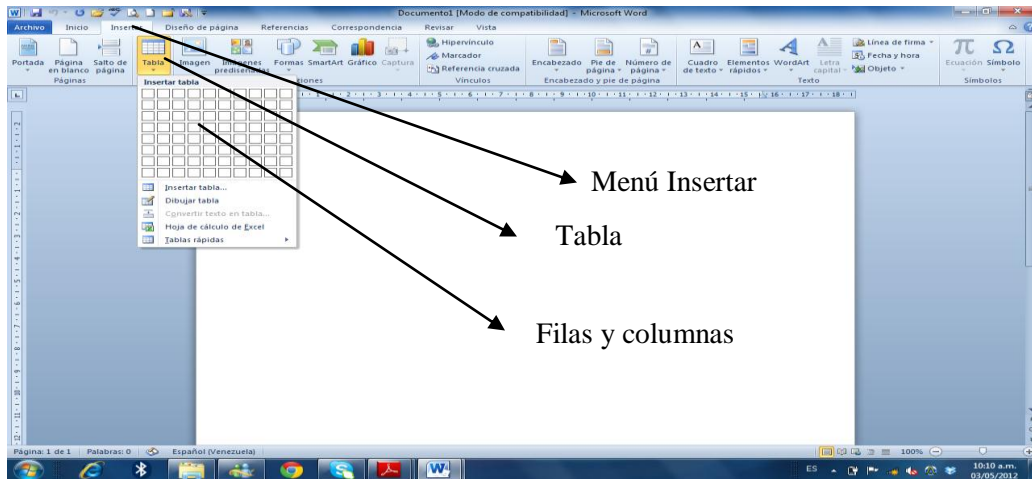 Documento1 [Modo de compatibilidad] - Microsoft Word
Archivo Inicio Insertar Diseño de página Referencias Correspondencia Revisar Vista
Portada Página en blanco Salto de página
Páginas
Tabla Imagen Imágenes prediseñadas Formas SmartArt Gráfico Captura
Hipervínculo
Marcador
Referencia cruzada
Vínculos
Encabezado Pie de página Número de página
Encabezado y pie de página
Cuadro de texto Elementos rápidos WordArt Letra capital
Línea de firma
Fecha y hora
Objeto
Texto
Ecuación Símbolo
Símbolos
Insertar tabla
Insertar tabla...
Dibujar tabla
Convertir texto en tabla...
Hoja de cálculo de Excel
Tablas rápidas
Menú Insertar
Tabla
Filas y columnas
Página: 1 de 1 Palabras: 0 Español (Venezuela) 100%
ES 10:10 a.m.
03/05/2012